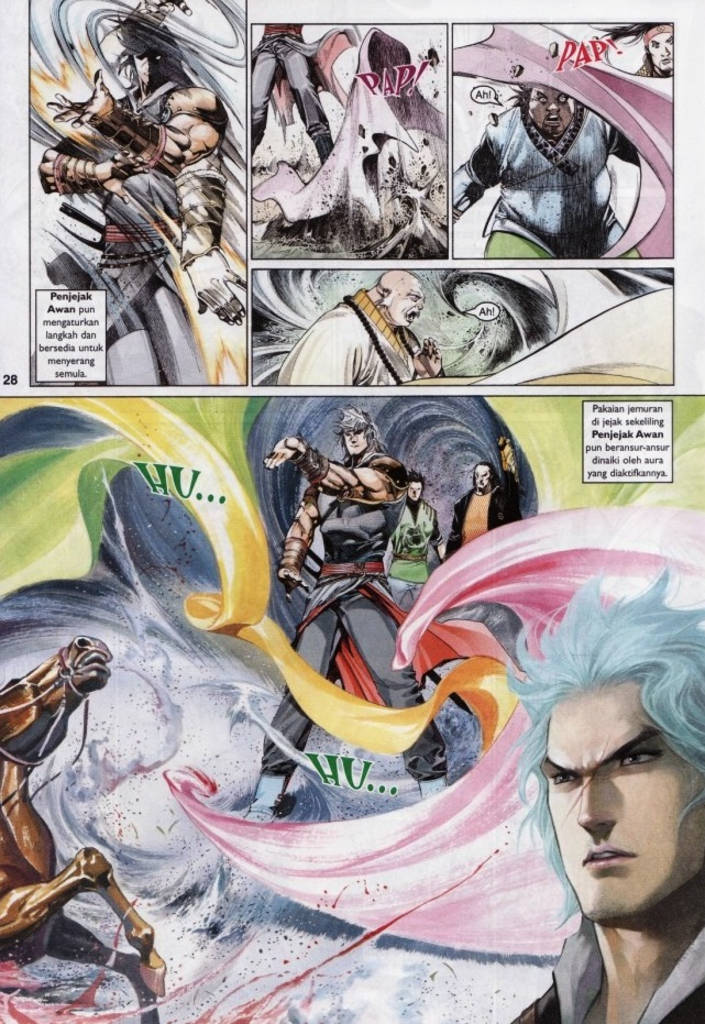 PAP!
PAP!
Ah!
Penjejak
Awan pun
mengaturkan
langkah dan
bersedia untuk
menyerang
semula.
Ah!
28
Pakaian jemuran
di jejak sekeliling
Penjejak Awan
pun beransur-ansur
dinaiki oleh aura
yang diaktifkannya.
HU...
HU...